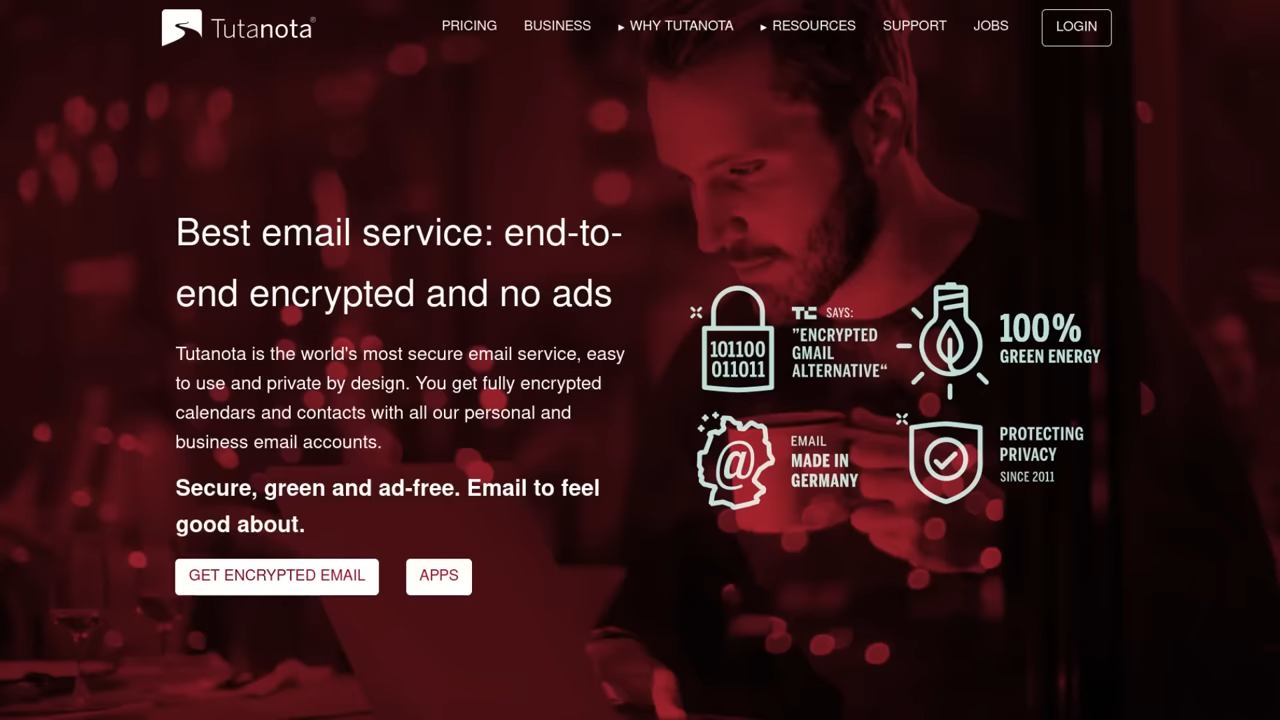 Tutanota®
PRICING
BUSINESS
▸ WHY TUTANOTA
▸ RESOURCES
SUPPORT
JOBS
LOGIN
Best email service: end-to-
end encrypted and no ads
Tutanota is the world's most secure email service, easy
to use and private by design. You get fully encrypted
calendars and contacts with all our personal and
business email accounts.
Secure, green and ad-free. Email to feel
good about.
GET ENCRYPTED EMAIL
APPS
101100
011011
TC SAYS:
"ENCRYPTED
GMAIL
ALTERNATIVE“
100%
GREEN ENERGY
@
EMAIL
MADE IN
GERMANY
PROTECTING
PRIVACY
SINCE 2011